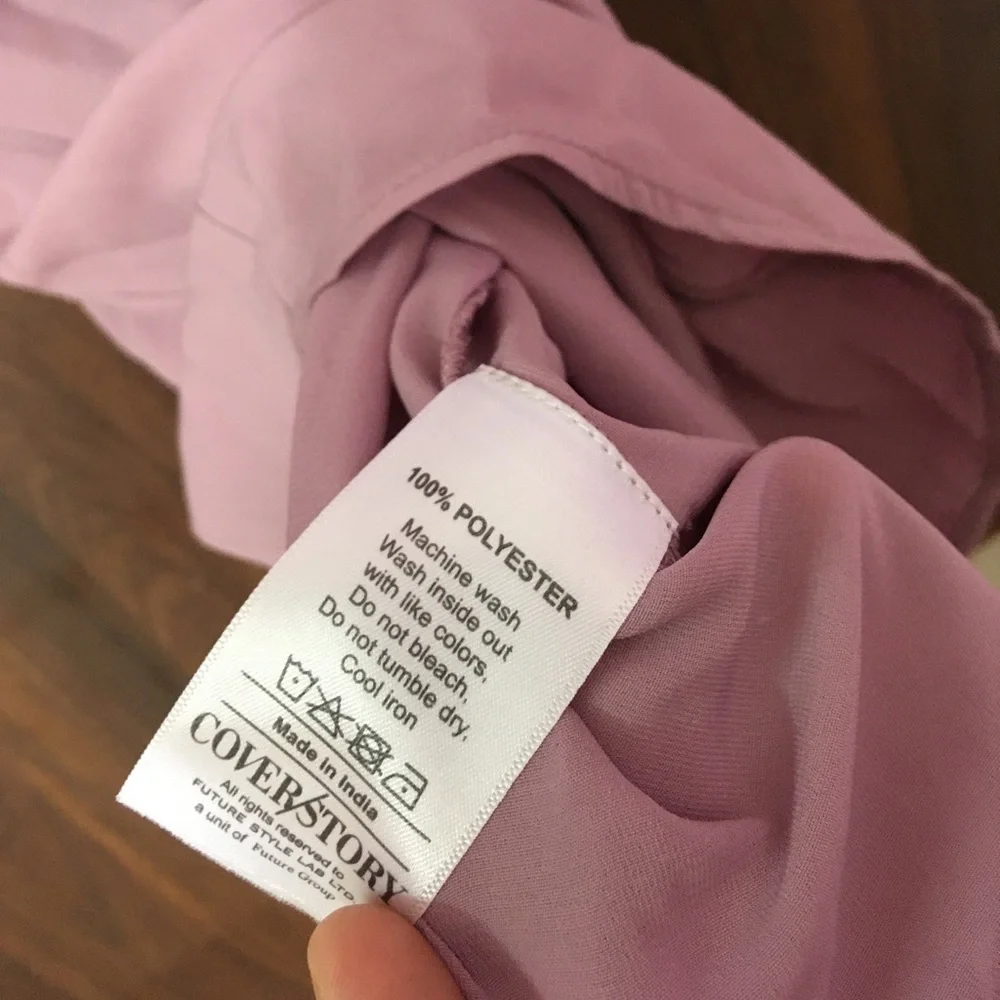 100% POLYESTER
Machine wash
Wash inside out
with like colors,
Do not bleach,
Do not tumble dry,
Cool iron
Made in India
COVER/STORY
All rights reserved to
FUTURE STYLE LAB LTD
a unit of Future Group